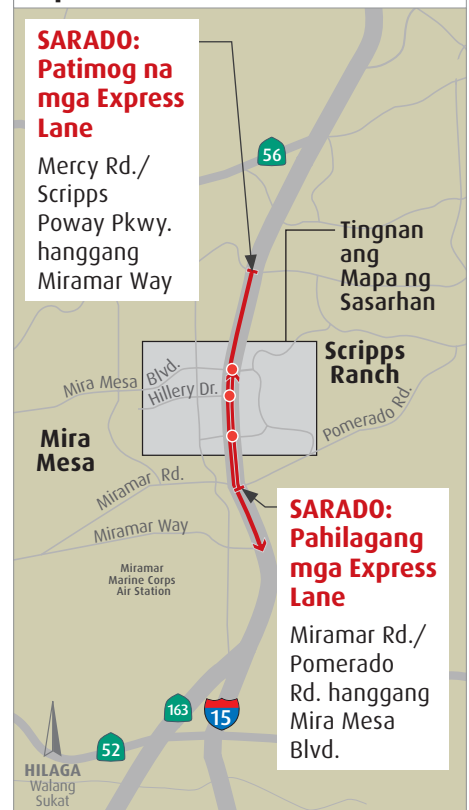 SARADO:
Patimog na
mga Express
Lane
Mercy Rd./
Scripps
Poway Pkwy.
hanggang
Miramar Way
56
Tingnan
ang
Mapa ng
Sasarhan
Scripps
Ranch
Mira Mesa Blvd.
Hillery Dr.
Pomerado Rd.
Mira
Mesa
Miramar Rd.
Miramar Way
Miramar
Marine Corps
Air Station
SARADO:
Pahilagang
mga Express
Lane
Miramar Rd./
Pomerado
Rd. hanggang
Mira Mesa
Blvd.
163
15
52
HILAGA
Walang
Sukat